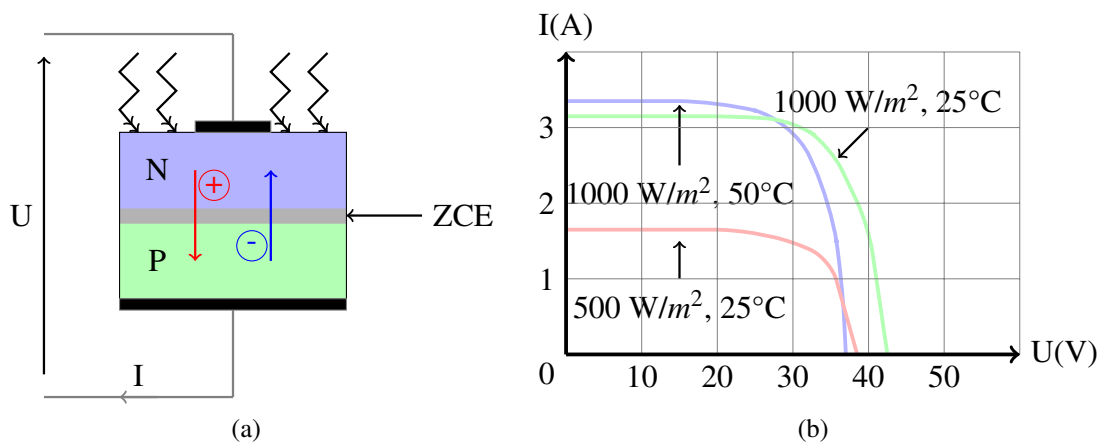 U
N
+
ZCE
-
P
I
(a)
I(A)
1000 W/m², 25°C
3
1000 W/m², 50°C
2
1
500 W/m², 25°C
0
10
20
30
40
50
U(V)
(b)